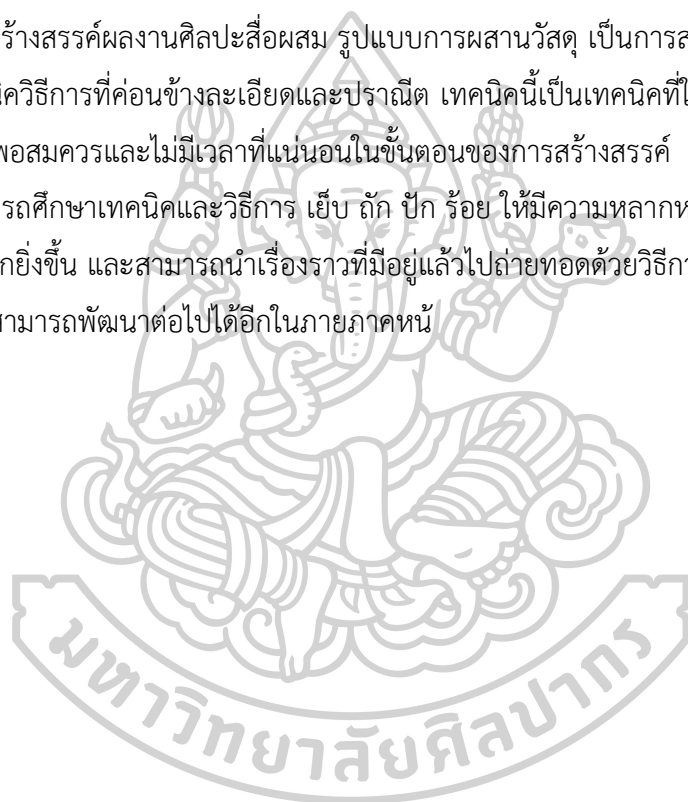 ร้างสรรค์ผลงานศิลปะสื่อผสม รูปแบบการผสานวัสดุ เป็นการส
นิควิธีการที่ค่อนข้างละเอียดและปราณีต เทคนิคนี้เป็นเทคนิคที่ใ
พอสมควรและไม่มีเวลาที่แน่นอนในขั้นตอนของการสร้างสรรค์
รถศึกษาเทคนิคและวิธีการ เย็บ ถัก ปัก ร้อย ให้มีความหลากห
กยิ่งขึ้น และสามารถนำเรื่องราวที่มีอยู่แล้วไปถ่ายทอดด้วยวิธีกา
สามารถพัฒนาต่อไปได้อีกในภายภาคหน้
มหาวิทยาลัยศิลปากร